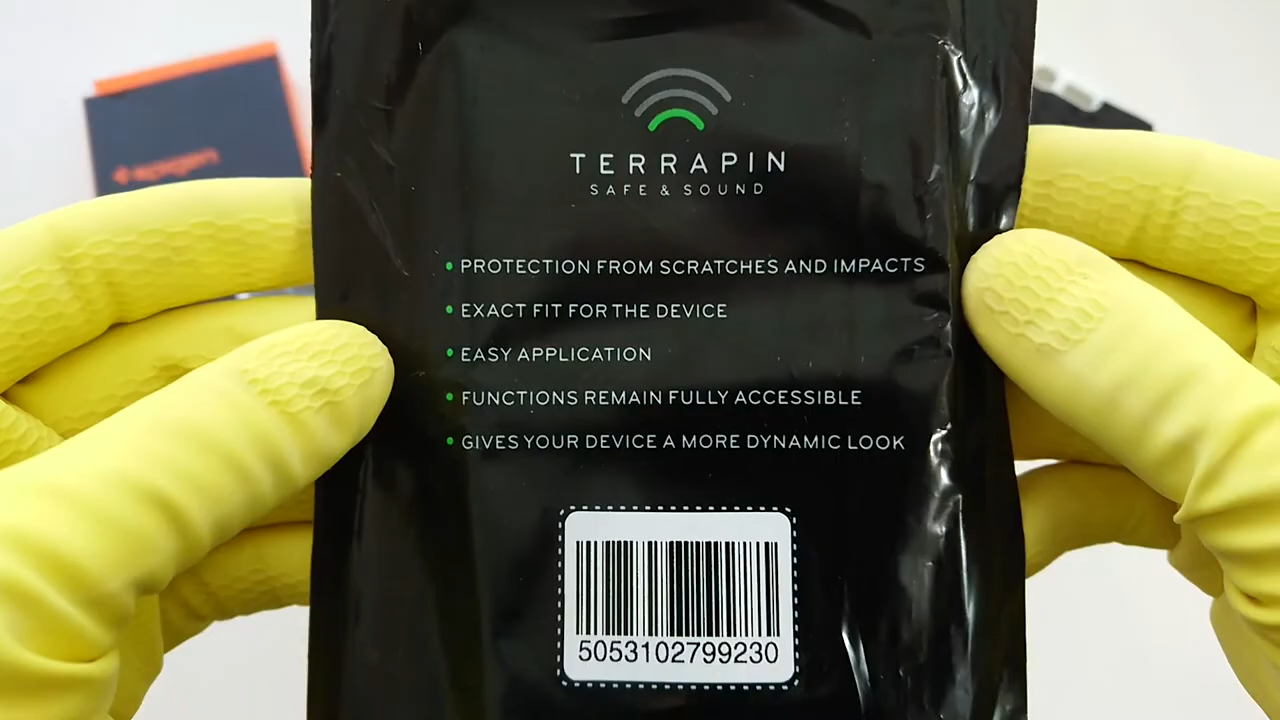 TERRAPIN
SAFE & SOUND
• PROTECTION FROM SCRATCHES AND IMPACTS
• EXACT FIT FOR THE DEVICE
• EASY APPLICATION
• FUNCTIONS REMAIN FULLY ACCESSIBLE
• GIVES YOUR DEVICE A MORE DYNAMIC LOOK
5053102799230